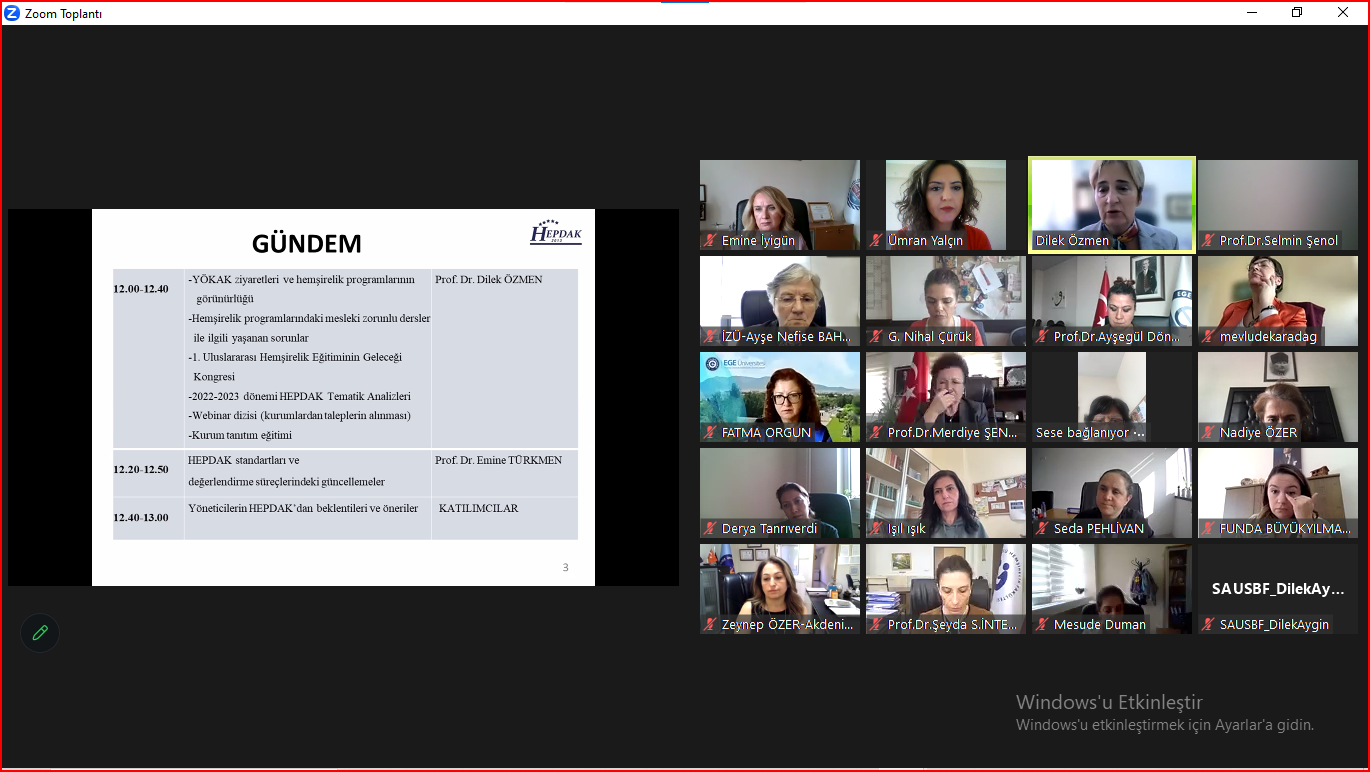 Zoom Toplantı
GÜNDEM
HEPDAK
12.00-12.40
-YÖKAK ziyaretleri ve hemşirelik programlarının
görünürlüğü
-Hemşirelik programlarındaki mesleki zorunlu dersler
ile ilgili yaşanan sorunlar
-1. Uluslararası Hemşirelik Eğitiminin Geleceği
Kongresi
-2022-2023 dönemi HEPDAK Tematik Analizleri
-Webinar dizisi (kurumlardan taleplerin alınması)
-Kurum tanıtım eğitimi
Prof. Dr. Dilek ÖZMEN
12.20-12.50
HEPDAK standartları ve
değerlendirme süreçlerindeki güncellemeler
Prof. Dr. Emine TÜRKMEN
12.40-13.00
Yöneticilerin HEPDAK’dan beklentileri ve öneriler
KATILIMCILAR
3
Emine İyigün
Ümran Yalçın
Dilek Özmen
Prof.Dr.Selmin Şenol
İZÜ-Ayşe Nefise BAH...
G. Nihal Çürük
EGE
Prof.Dr.Ayşegül Dön...
mevludekaradag
EGE Üniversitesi
FATMA ORGUN
Prof.Dr.Merdiye ŞEN...
Sese bağlanıyor ...
Nadiye ÖZER
Derya Tanrıverdi
Işıl ışık
Seda PEHLİVAN
FUNDA BÜYÜKYILMA...
Zeynep ÖZER-Akdeni...
Prof.Dr.Şeyda S.İNTE...
Mesude Duman
SAUSBF_DilekAy...
SAUSBF_DilekAygin
Windows'u Etkinleştir
Windows'u etkinleştirmek için Ayarlar'a gidin.